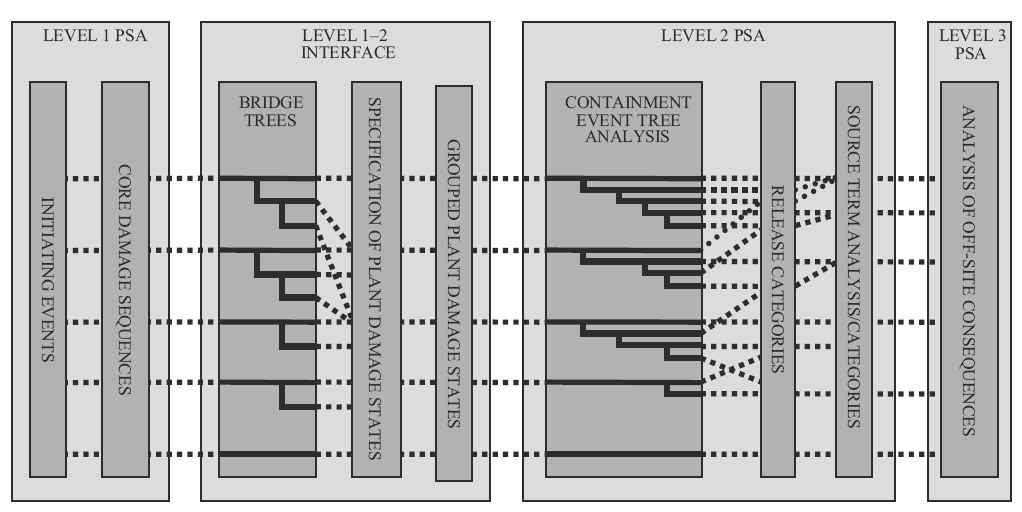 LEVEL 1 PSA
INITIATING EVENTS
CORE DAMAGE SEQUENCES
LEVEL 1–2
INTERFACE
BRIDGE
TREES
SPECIFICATION OF PLANT DAMAGE STATES
GROUPED PLANT DAMAGE STATES
LEVEL 2 PSA
CONTAINMENT
EVENT TREE
ANALYSIS
RELEASE CATEGORIES
SOURCE TERM ANALYSIS/CATEGORIES
LEVEL 3
PSA
ANALYSIS OF OFF-SITE CONSEQUENCES